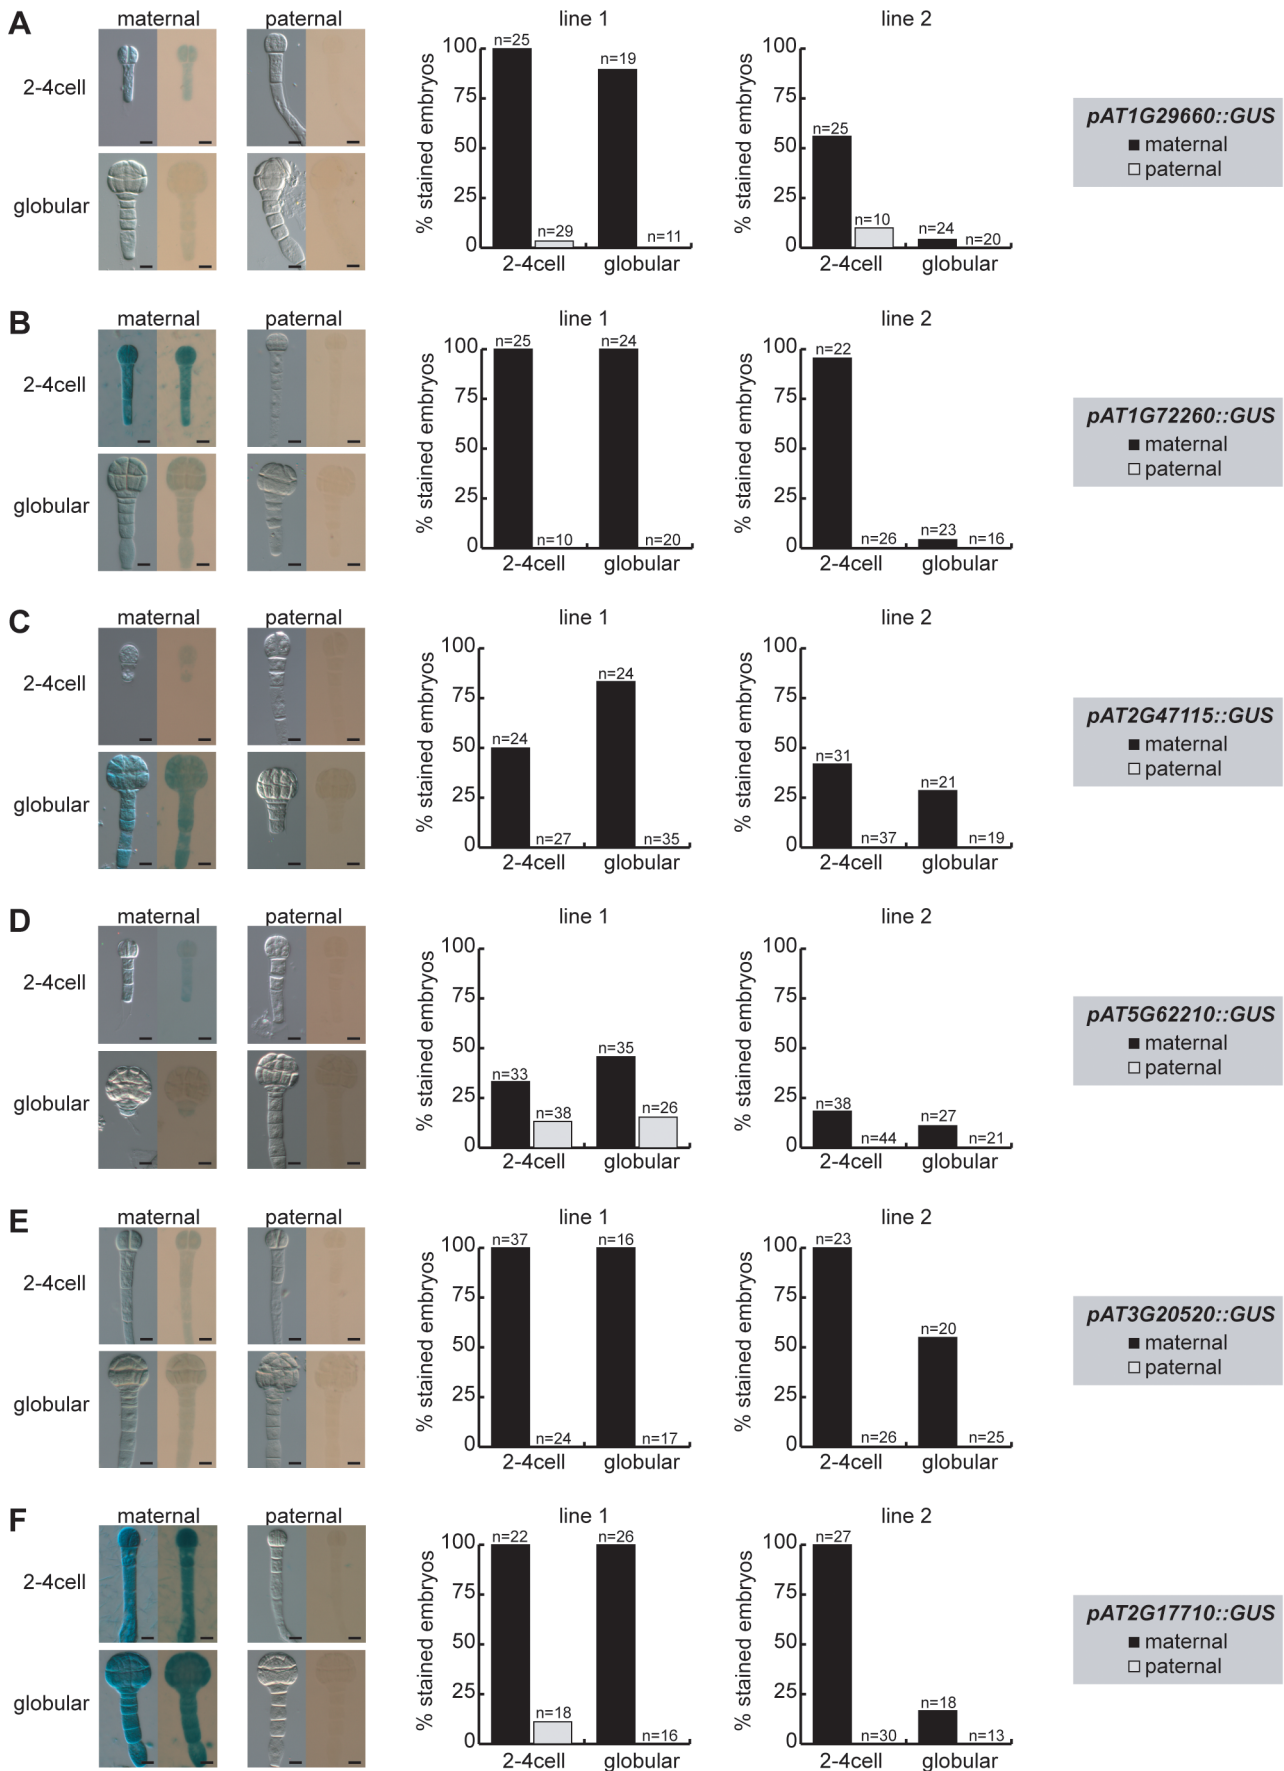 A
maternal
paternal
line 1
line 2
2-4cell
globular
% stained embryos
100
75
50
25
0
n=25
n=29
n=19
n=11
2-4cell
globular
% stained embryos
100
75
50
25
0
n=25
n=10
n=24
n=20
2-4cell
globular
pAT1G29660::GUS
maternal
paternal
B
maternal
paternal
line 1
line 2
2-4cell
globular
% stained embryos
100
75
50
25
0
n=25
n=10
n=24
n=20
2-4cell
globular
% stained embryos
100
75
50
25
0
n=22
n=26
n=23
n=16
2-4cell
globular
pAT1G72260::GUS
maternal
paternal
C
maternal
paternal
line 1
line 2
2-4cell
globular
% stained embryos
100
75
50
25
0
n=24
n=27
n=24
n=35
2-4cell
globular
% stained embryos
100
75
50
25
0
n=31
n=37
n=21
n=19
2-4cell
globular
pAT2G47115::GUS
maternal
paternal
D
maternal
paternal
line 1
line 2
2-4cell
globular
% stained embryos
100
75
50
25
0
n=33
n=38
n=35
n=26
2-4cell
globular
% stained embryos
100
75
50
25
0
n=38
n=44
n=27
n=21
2-4cell
globular
pAT5G62210::GUS
maternal
paternal
E
maternal
paternal
line 1
line 2
2-4cell
globular
% stained embryos
100
75
50
25
0
n=37
n=24
n=16
n=17
2-4cell
globular
% stained embryos
100
75
50
25
0
n=23
n=26
n=20
n=25
2-4cell
globular
pAT3G20520::GUS
maternal
paternal
F
maternal
paternal
line 1
line 2
2-4cell
globular
% stained embryos
100
75
50
25
0
n=22
n=18
n=26
n=16
2-4cell
globular
% stained embryos
100
75
50
25
0
n=27
n=30
n=18
n=13
2-4cell
globular
pAT2G17710::GUS
maternal
paternal